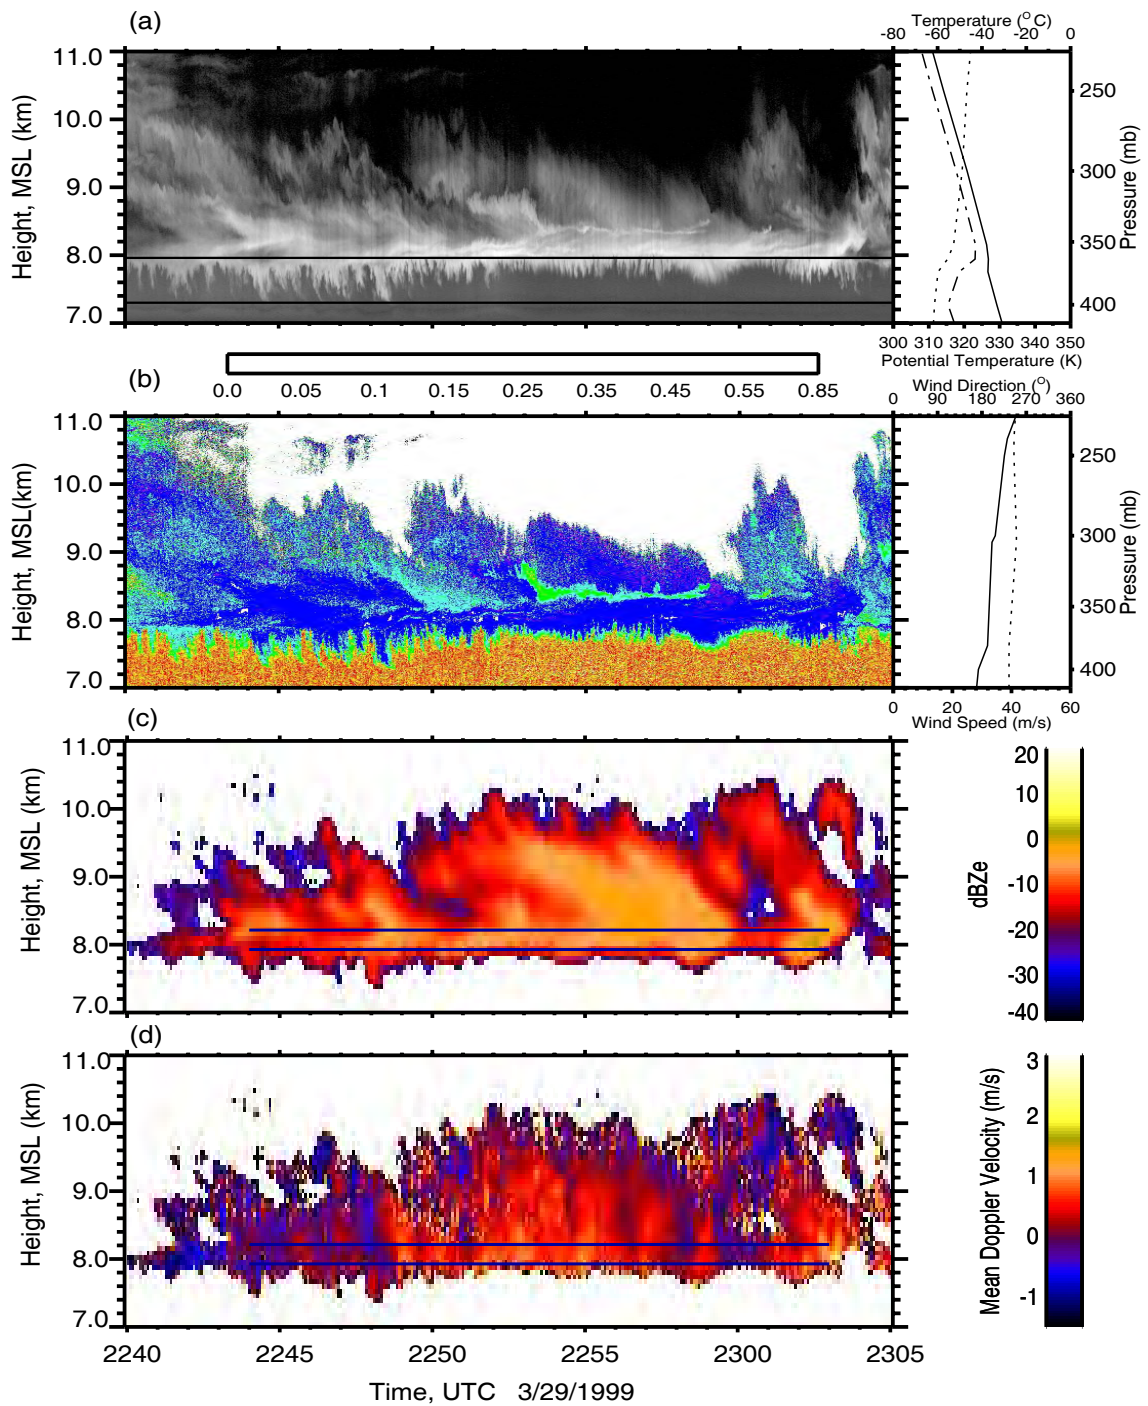 (a)
Temperature (°C)
-80 -60 -40 -20 0
11.0
10.0
9.0
8.0
7.0
Height, MSL (km)
250
300
350
400
Pressure (mb)
300 310 320 330 340 350
Potential Temperature (K)
(b)
0.0 0.05 0.1 0.15 0.25 0.35 0.45 0.55 0.85
Wind Direction (°)
0 90 180 270 360
11.0
10.0
9.0
8.0
7.0
Height, MSL(km)
250
300
350
400
Pressure (mb)
0 20 40 60
Wind Speed (m/s)
(c)
11.0
10.0
9.0
8.0
7.0
Height, MSL (km)
dBZe
20
10
0
-10
-20
-30
-40
(d)
11.0
10.0
9.0
8.0
7.0
Height, MSL (km)
Mean Doppler Velocity (m/s)
3
2
1
0
-1
2240 2245 2250 2255 2300 2305
Time, UTC 3/29/1999